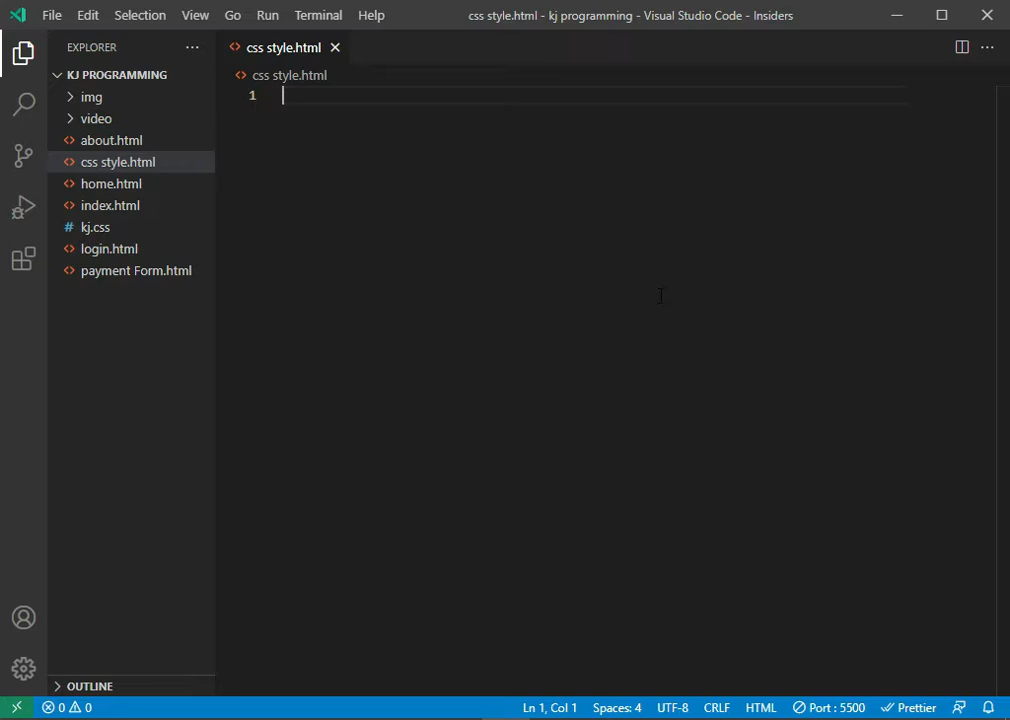 File Edit Selection View Go Run Terminal Help css style.html - kj programming - Visual Studio Code - Insiders
EXPLORER
css style.html
KJ PROGRAMMING
css style.html
img
1
video
about.html
css style.html
home.html
index.html
# kj.css
login.html
payment Form.html
OUTLINE
0 0 Ln 1, Col 1 Spaces: 4 UTF-8 CRLF HTML Port : 5500 Prettier